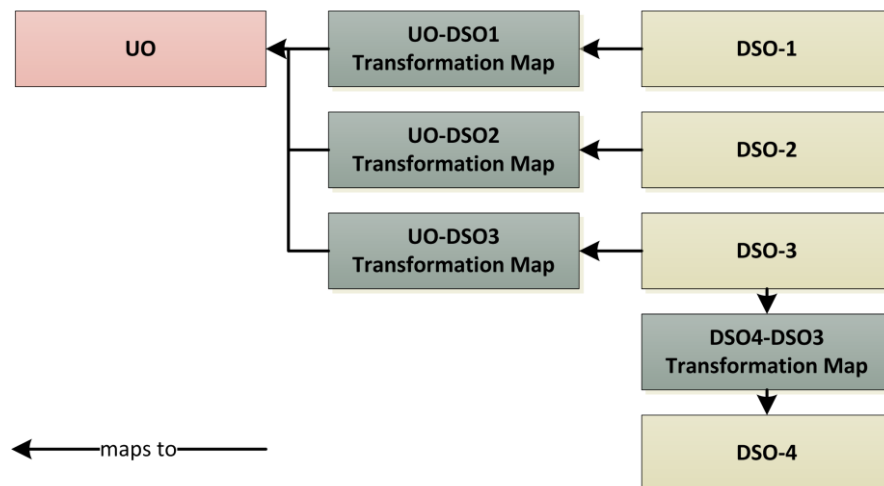 UO
UO-DSO1
Transformation Map
DSO-1
UO-DSO2
Transformation Map
DSO-2
UO-DSO3
Transformation Map
DSO-3
DSO4-DSO3
Transformation Map
maps to
DSO-4